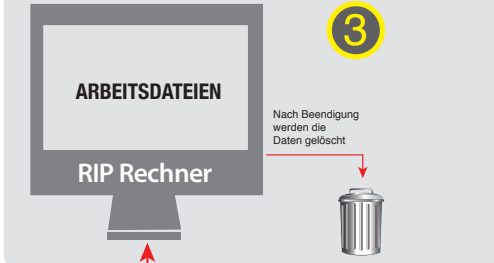 3
ARBEITSDATEIEN
Nach Beendigung
werden die
Daten gelöscht
RIP Rechner